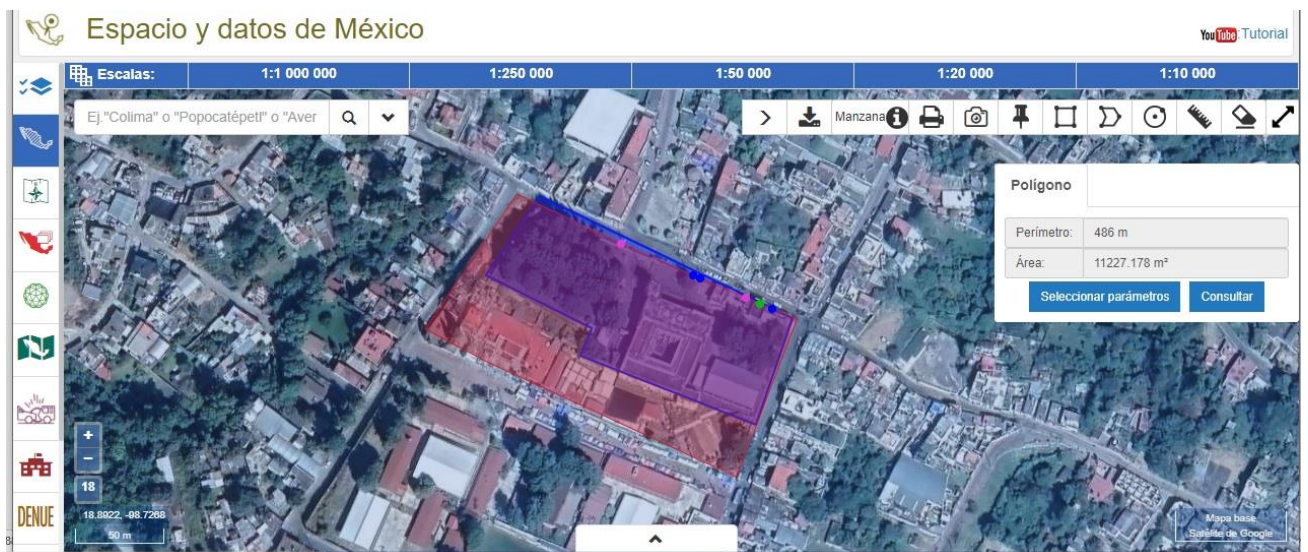 Espacio y datos de México
You Tube Tutorial
Escalas: 1:1 000 000 1:250 000 1:50 000 1:20 000 1:10 000
Ej."Colima" o "Popocatépetl" o "Aver
Manzana
Polígono
Perímetro: 486 m
Área: 11227.178 m²
Seleccionar parámetros Consultar
+
−
18
DENUE
18.8922, -98.7268
50 m
Mapa base
Satélite de Google